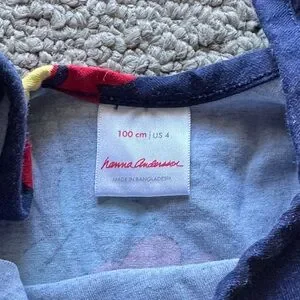 100 cm | US 4
hanna andersson
MADE IN BANGLADESH